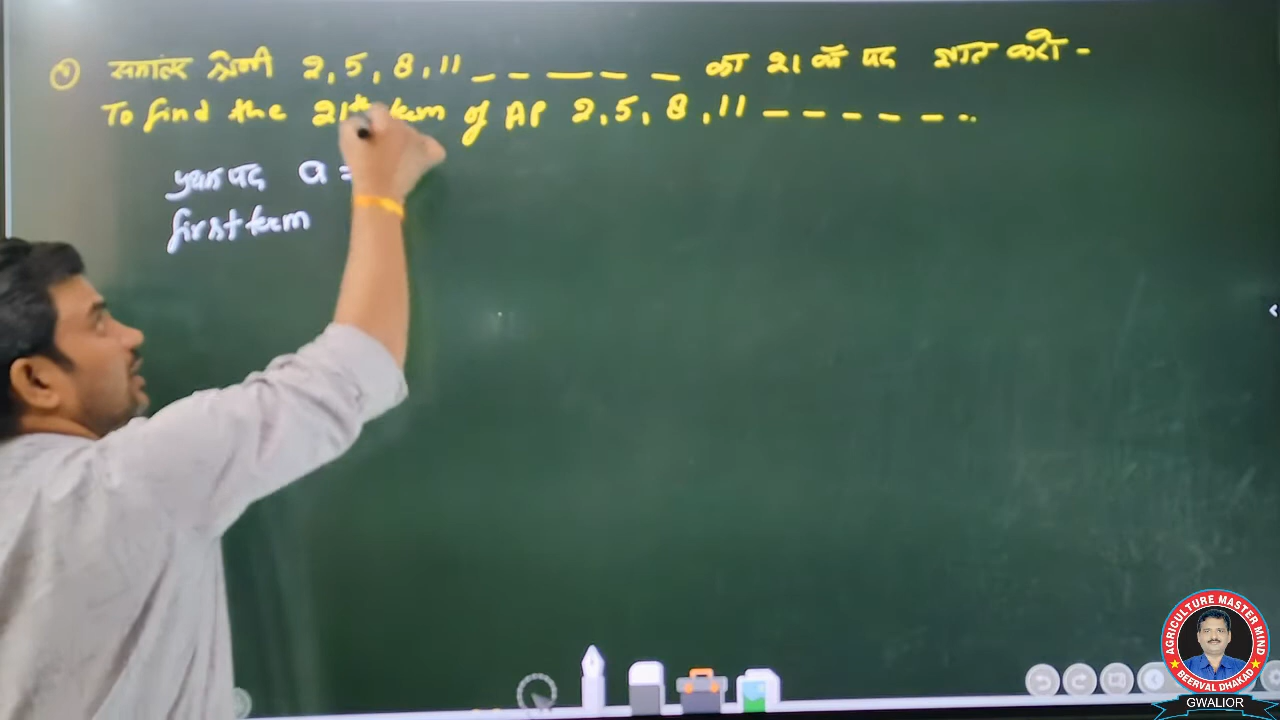 समांतर श्रेणी 2, 5, 8, 11 _ _ _ _ _ का 21 वाँ पद ज्ञात करो -
To find the 21th term of AP 2, 5, 8, 11 _ _ _ _ _ ..
प्रथम पद a =
first term
AGRICULTURE MASTER MIND
BEERVAL DHAKAD
GWALIOR